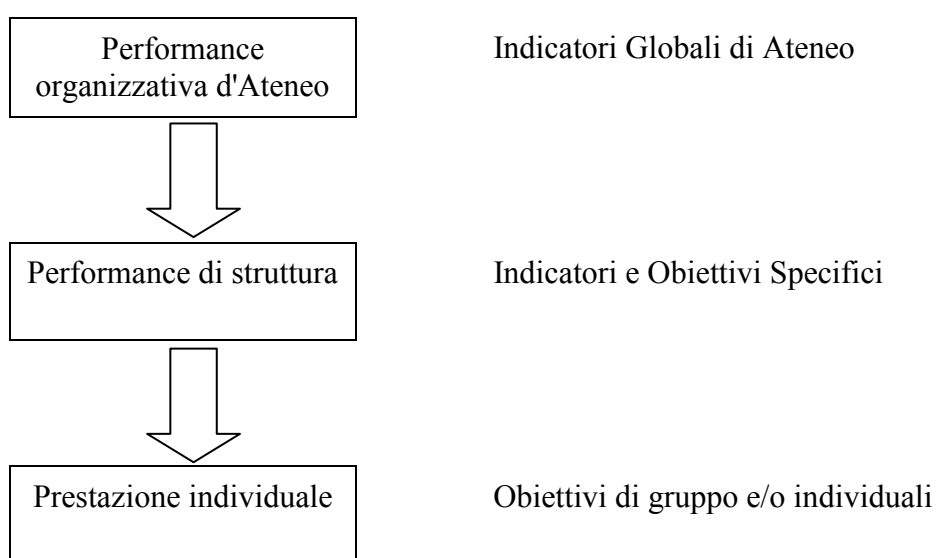 Performance
organizzativa d'Ateneo
Indicatori Globali di Ateneo
Performance di struttura
Indicatori e Obiettivi Specifici
Prestazione individuale
Obiettivi di gruppo e/o individuali